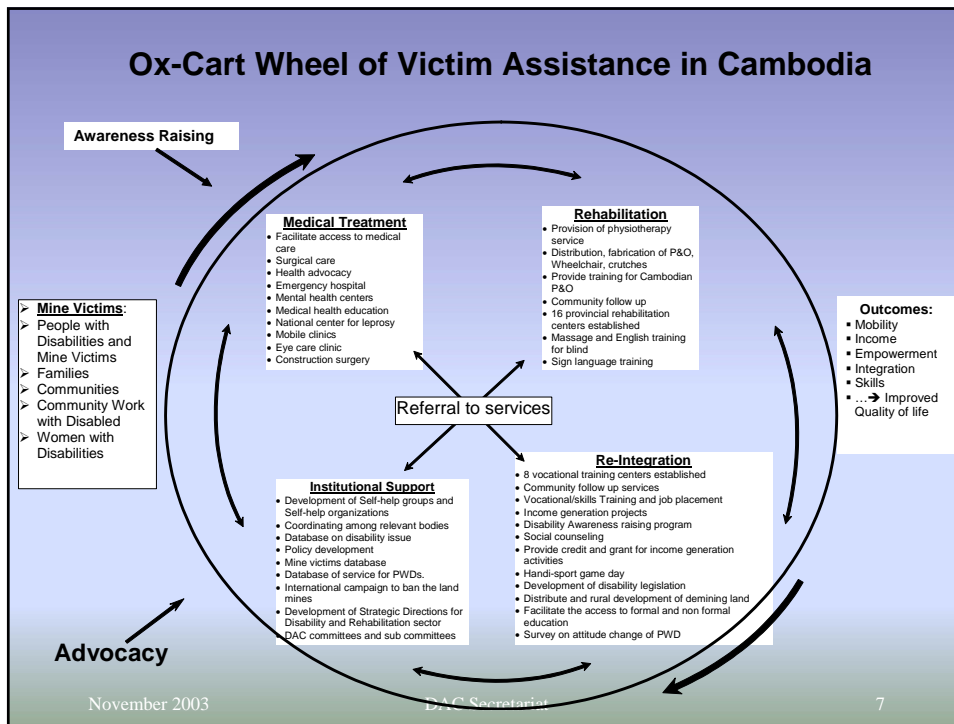 Ox-Cart Wheel of Victim Assistance in Cambodia
Awareness Raising
Medical Treatment
• Facilitate access to medical
care
• Surgical care
• Health advocacy
• Emergency hospital
• Mental health centers
• Medical health education
• National center for leprosy
• Mobile clinics
• Eye care clinic
• Construction surgery
Rehabilitation
• Provision of physiotherapy
service
• Distribution, fabrication of P&O,
Wheelchair, crutches
• Provide training for Cambodian
P&O
• Community follow up
• 16 provincial rehabilitation
centers established
• Massage and English training
for blind
• Sign language training
➢ Mine Victims:
➢ People with
Disabilities and
Mine Victims
➢ Families
➢ Communities
➢ Community Work
with Disabled
➢ Women with
Disabilities
Outcomes:
▪ Mobility
▪ Income
▪ Empowerment
▪ Integration
▪ Skills
▪ …➔ Improved
Quality of life
Referral to services
Institutional Support
• Development of Self-help groups and
Self-help organizations
• Coordinating among relevant bodies
• Database on disability issue
• Policy development
• Mine victims database
• Database of service for PWDs.
• International campaign to ban the land
mines
• Development of Strategic Directions for
Disability and Rehabilitation sector
• DAC committees and sub committees
Re-Integration
• 8 vocational training centers established
• Community follow up services
• Vocational/skills Training and job placement
• Income generation projects
• Disability Awareness raising program
• Social counseling
• Provide credit and grant for income generation
activities
• Handi-sport game day
• Development of disability legislation
• Distribute and rural development of demining land
• Facilitate the access to formal and non formal
education
• Survey on attitude change of PWD
Advocacy
November 2003
DAC Secretariat
7